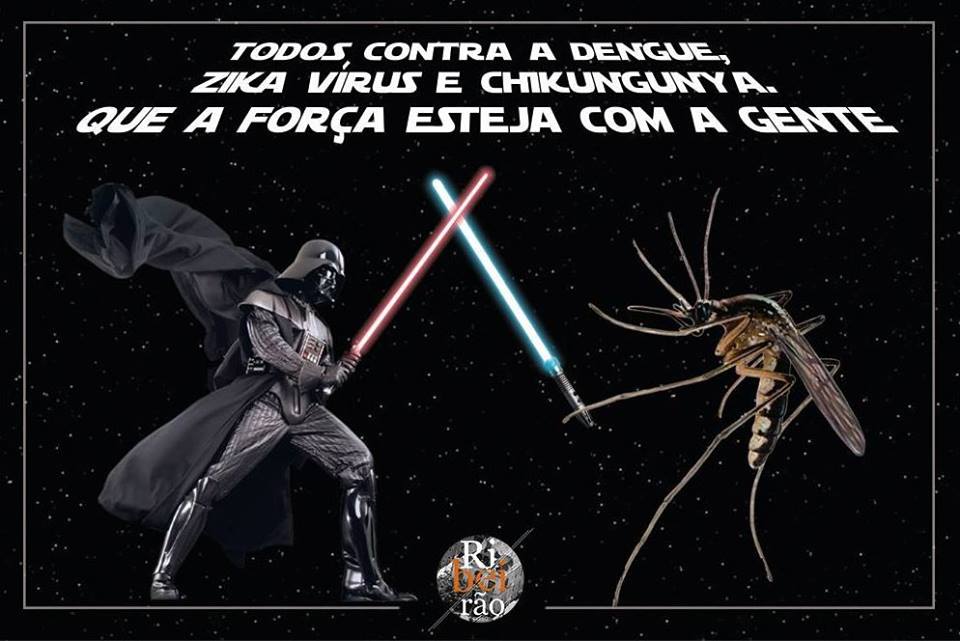 TODOS CONTRA A DENGUE,
ZIKA VÍRUS E CHIKUNGUNYA.
QUE A FORÇA ESTEJA COM A GENTE
Ri
bei
rão